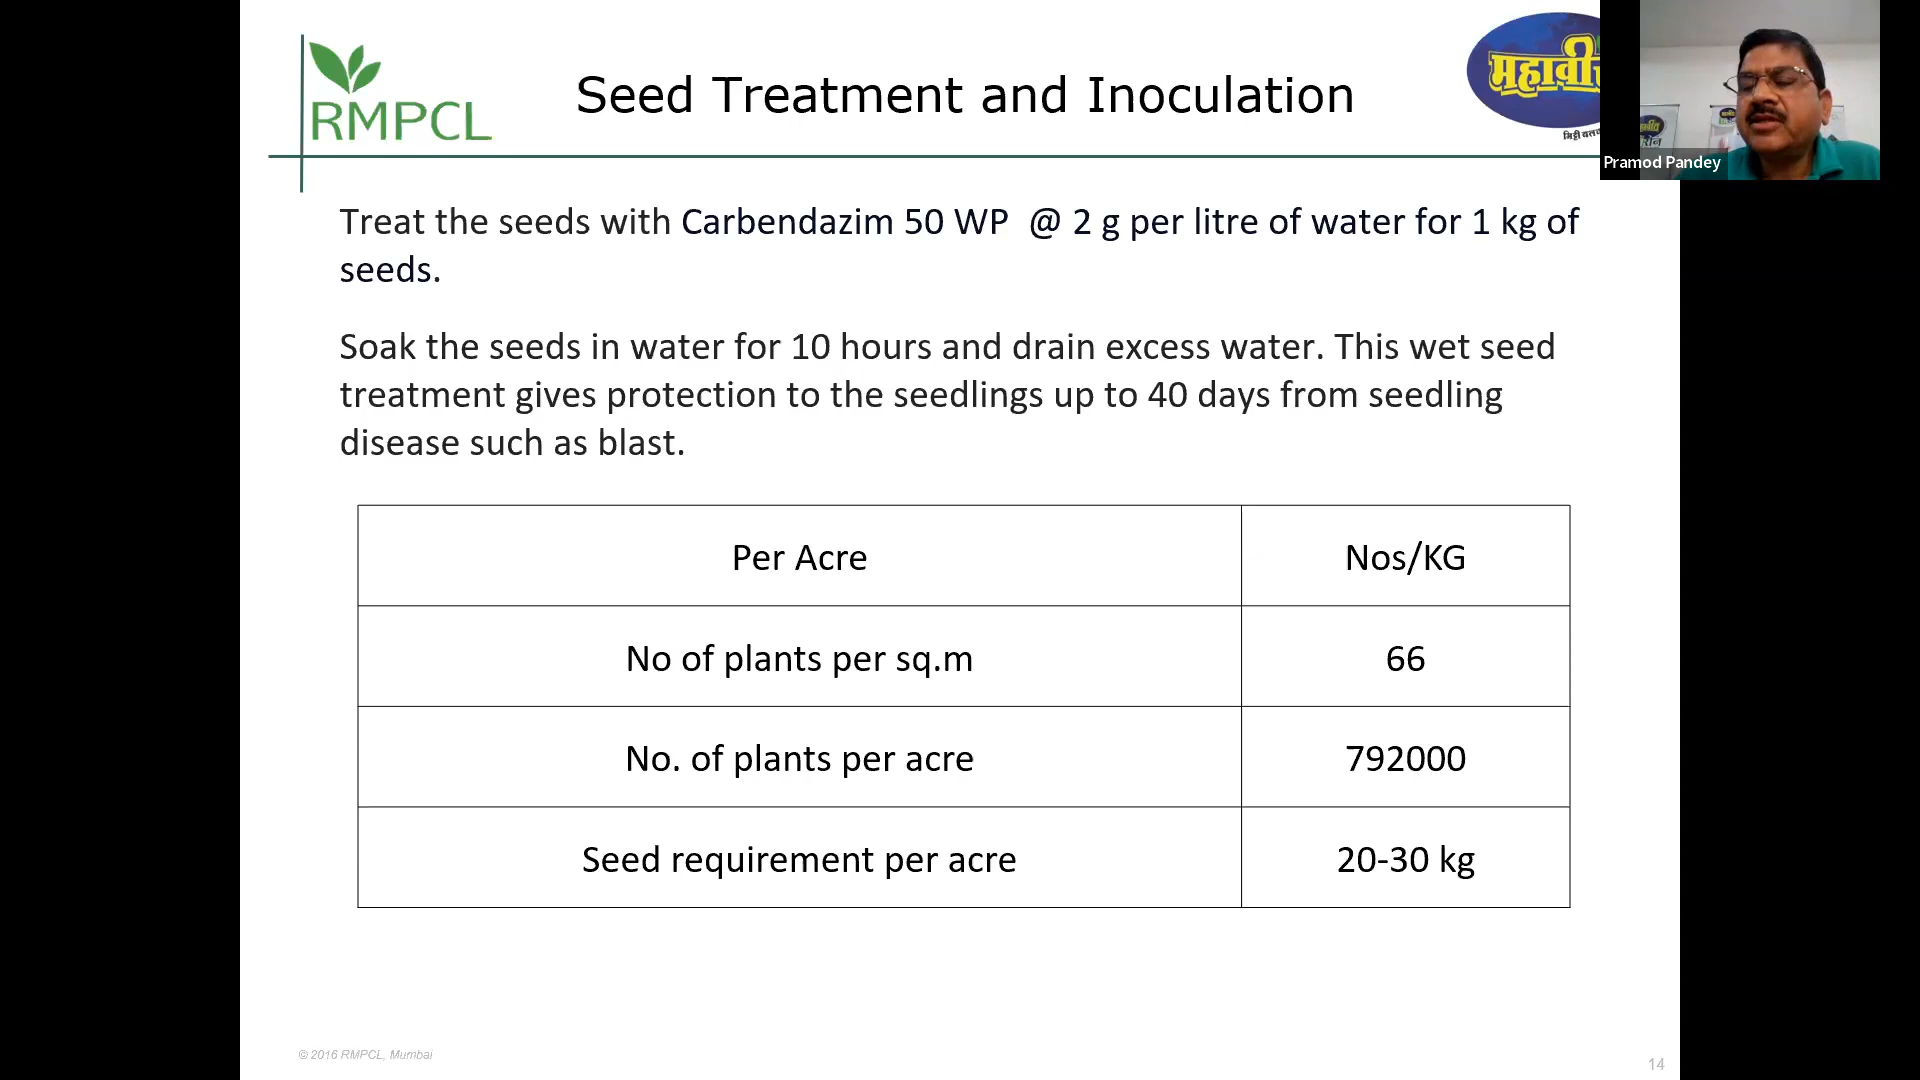 RMPCL
Seed Treatment and Inoculation
Pramod Pandey
Treat the seeds with Carbendazim 50 WP @ 2 g per litre of water for 1 kg of
seeds.
Soak the seeds in water for 10 hours and drain excess water. This wet seed
treatment gives protection to the seedlings up to 40 days from seedling
disease such as blast.
Per Acre Nos/KG
No of plants per sq.m 66
No. of plants per acre 792000
Seed requirement per acre 20-30 kg
© 2016 RMPCL, Mumbai
14